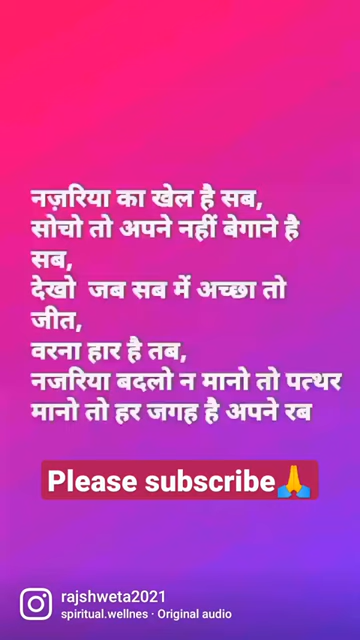 नज़रिया का खेल है सब,
सोचो तो अपने नहीं बेगाने है
सब,
देखो जब सब में अच्छा तो
जीत,
वरना हार है तब,
नजरिया बदलो न मानो तो पत्थर
मानो तो हर जगह है अपने रब
Please subscribe🙏
rajshweta2021
spiritual.wellnes · Original audio